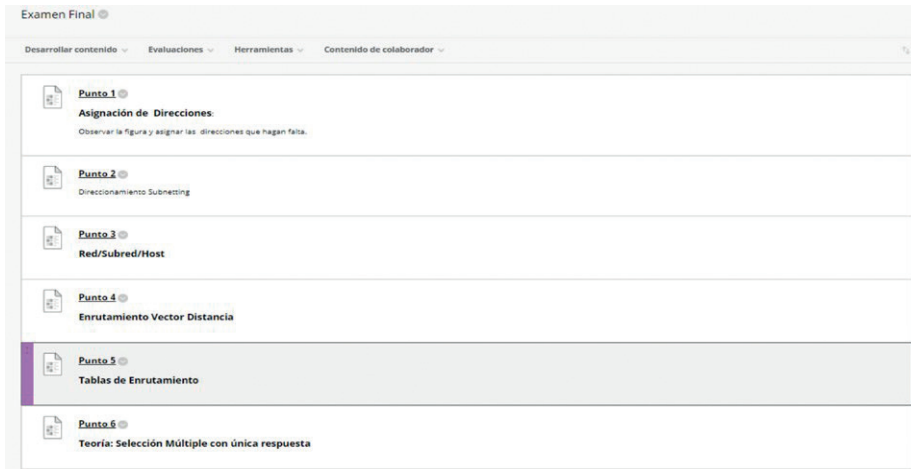 Examen Final
Desarrollar contenido Evaluaciones Herramientas Contenido de colaborador
Punto 1
Asignación de Direcciones:
Observar la figura y asignar las direcciones que hagan falta.
Punto 2
Direccionamiento Subnetting
Punto 3
Red/Subred/Host
Punto 4
Enrutamiento Vector Distancia
Punto 5
Tablas de Enrutamiento
Punto 6
Teoría: Selección Múltiple con única respuesta